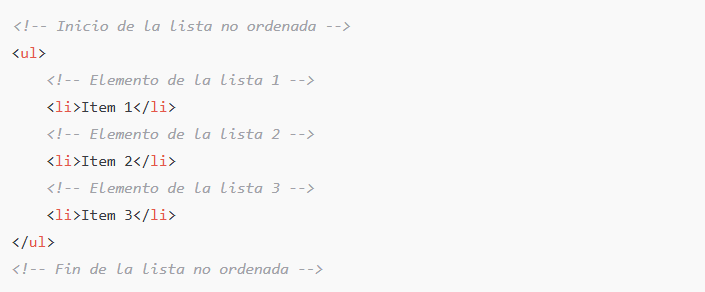 <!-- Inicio de la lista no ordenada -->
<ul>
    <!-- Elemento de la lista 1 -->
    <li>Item 1</li>
    <!-- Elemento de la lista 2 -->
    <li>Item 2</li>
    <!-- Elemento de la lista 3 -->
    <li>Item 3</li>
</ul>
<!-- Fin de la lista no ordenada -->